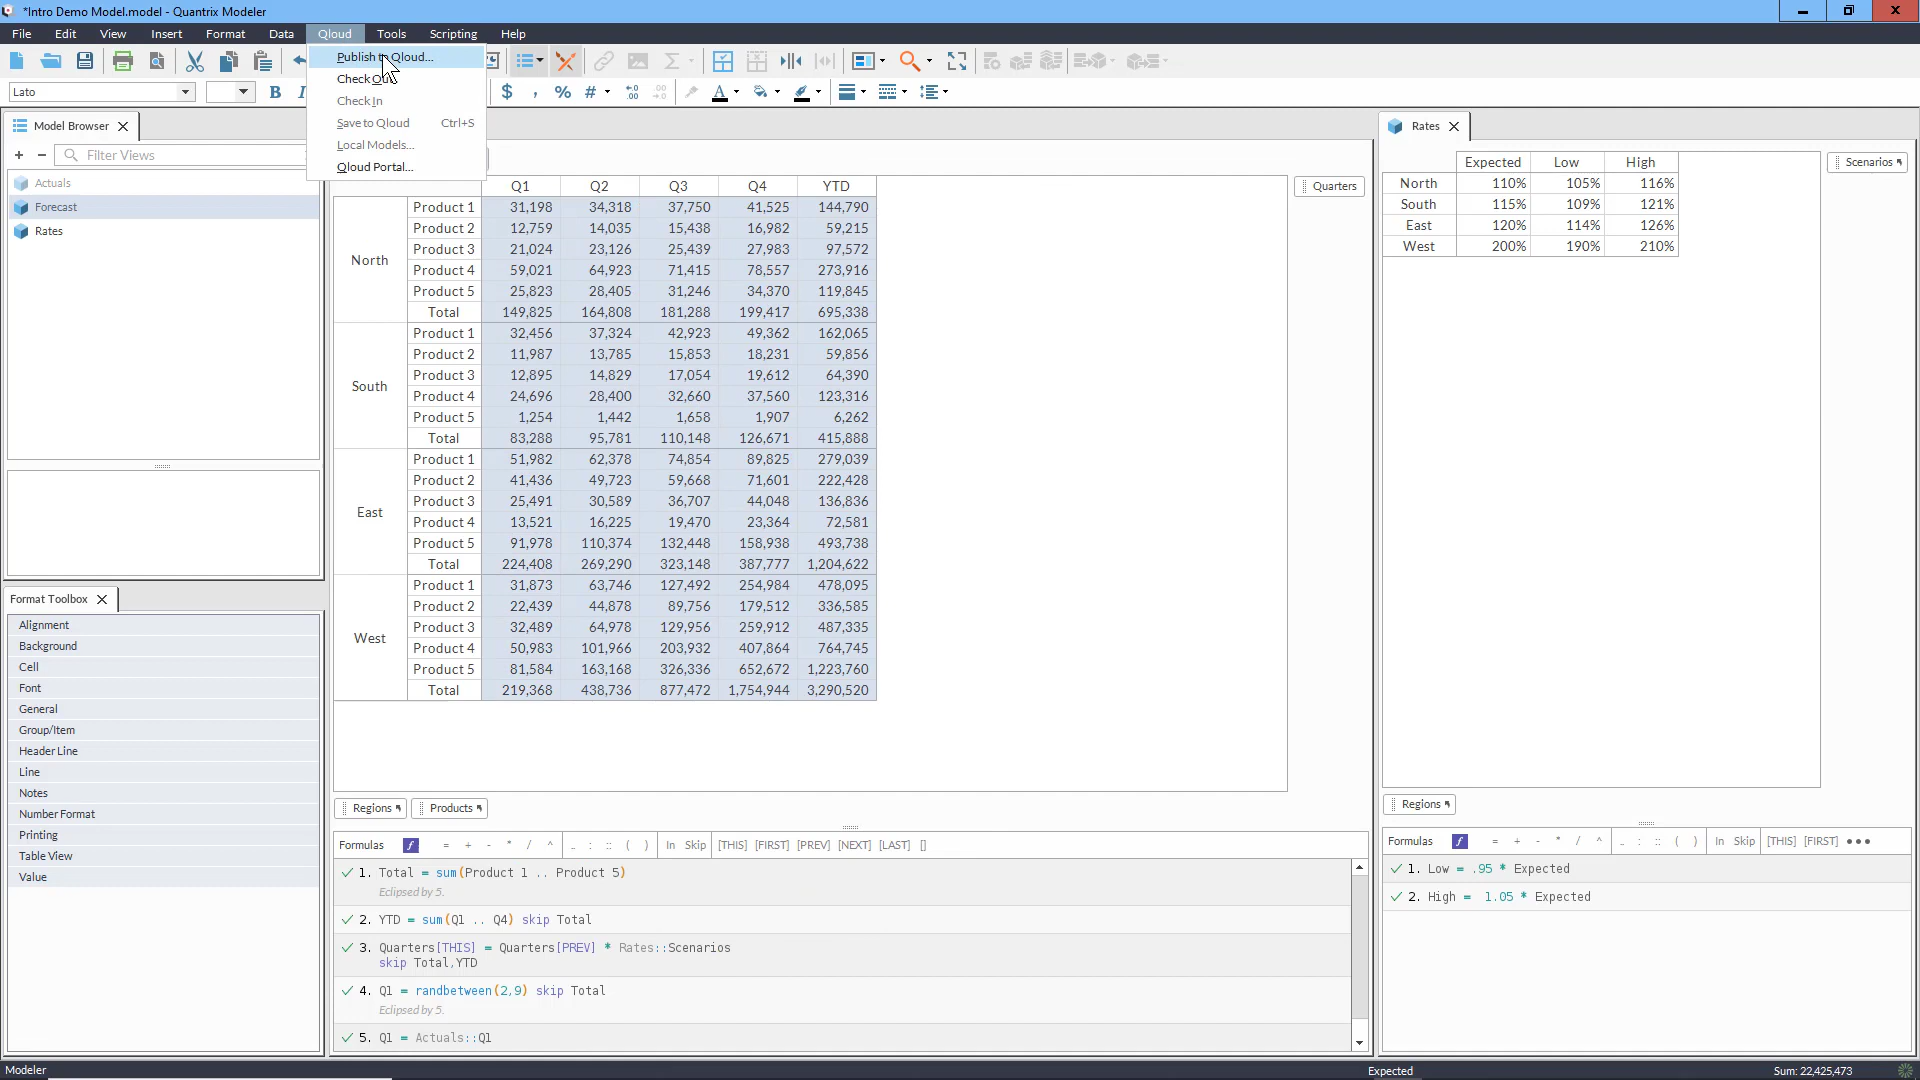 *Intro Demo Model.model - Quantrix Modeler
File Edit View Insert Format Data Qloud Tools Scripting Help
Publish to Qloud...
Check Out
Check In
Save to Qloud Ctrl+S
Local Models...
Qloud Portal...
Lato
B I $ , % #
Model Browser
Filter Views
Actuals
Forecast
Rates
Format Toolbox
Alignment
Background
Cell
Font
General
Group/Item
Header Line
Line
Notes
Number Format
Printing
Table View
Value
Q1 Q2 Q3 Q4 YTD
Quarters
North
Product 1 31,198 34,318 37,750 41,525 144,790
Product 2 12,759 14,035 15,438 16,982 59,215
Product 3 21,024 23,126 25,439 27,983 97,572
Product 4 59,021 64,923 71,415 78,557 273,916
Product 5 25,823 28,405 31,246 34,370 119,845
Total 149,825 164,808 181,288 199,417 695,338
South
Product 1 32,456 37,324 42,923 49,362 162,065
Product 2 11,987 13,785 15,853 18,231 59,856
Product 3 12,895 14,829 17,054 19,612 64,390
Product 4 24,696 28,400 32,660 37,560 123,316
Product 5 1,254 1,442 1,658 1,907 6,262
Total 83,288 95,781 110,148 126,671 415,888
East
Product 1 51,982 62,378 74,854 89,825 279,039
Product 2 41,436 49,723 59,668 71,601 222,428
Product 3 25,491 30,589 36,707 44,048 136,836
Product 4 13,521 16,225 19,470 23,364 72,581
Product 5 91,978 110,374 132,448 158,938 493,738
Total 224,408 269,290 323,148 387,777 1,204,622
West
Product 1 31,873 63,746 127,492 254,984 478,095
Product 2 22,439 44,878 89,756 179,512 336,585
Product 3 32,489 64,978 129,956 259,912 487,335
Product 4 50,983 101,966 203,932 407,864 764,745
Product 5 81,584 163,168 326,336 652,672 1,223,760
Total 219,368 438,736 877,472 1,754,944 3,290,520
Regions Products
Formulas f = + - * / ^ .. : :: ( ) In Skip [THIS] [FIRST] [PREV] [NEXT] [LAST] []
1. Total = sum(Product 1 .. Product 5)
Eclipsed by 5.
2. YTD = sum(Q1 .. Q4) skip Total
3. Quarters[THIS] = Quarters[PREV] * Rates::Scenarios
skip Total,YTD
4. Q1 = randbetween(2,9) skip Total
Eclipsed by 5.
5. Q1 = Actuals::Q1
Rates
Expected Low High
Scenarios
North 110% 105% 116%
South 115% 109% 121%
East 120% 114% 126%
West 200% 190% 210%
Regions
Formulas f = + - * / ^ .. : :: ( ) In Skip [THIS] [FIRST]
1. Low = .95 * Expected
2. High = 1.05 * Expected
Modeler Expected Sum: 22,425,473